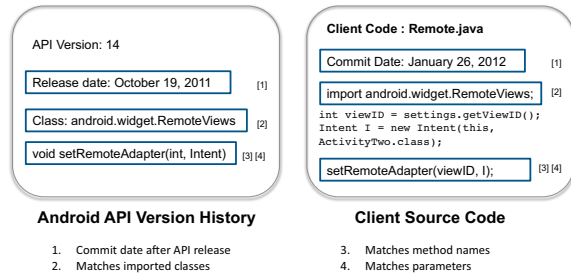 API Version: 14
Release date: October 19, 2011
[1]
Class: android.widget.RemoteViews
[2]
void setRemoteAdapter(int, Intent)
[3] [4]
Android API Version History
1. Commit date after API release
2. Matches imported classes
Client Code : Remote.java
Commit Date: January 26, 2012
[1]
import android.widget.RemoteViews;
[2]
int viewID = settings.getViewID();
Intent I = new Intent(this,
ActivityTwo.class);
setRemoteAdapter(viewID, I);
[3] [4]
Client Source Code
3. Matches method names
4. Matches parameters